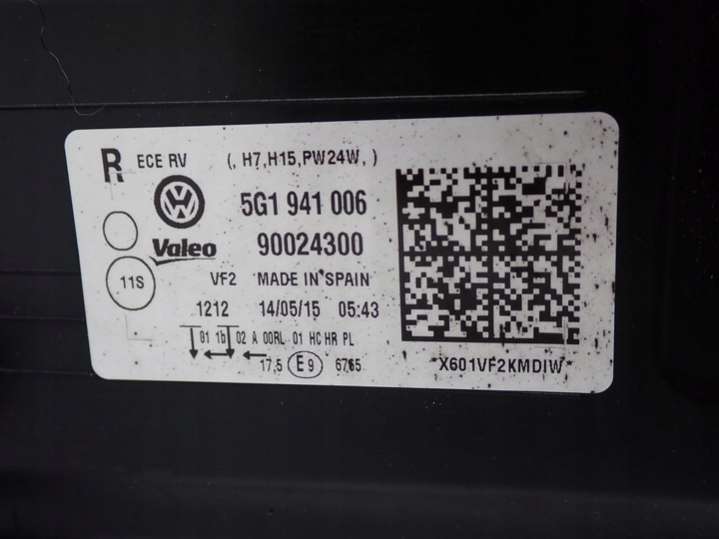 R ECE RV (, H7,H15,PW24W, )
5G1 941 006
Valeo 90024300
11S
VF2 MADE IN SPAIN
1212 14/05/15 05:43
01 1b 02 A 00RL 01 HC HR PL
17,5 E9 6765
*X601VF2KMDIW*